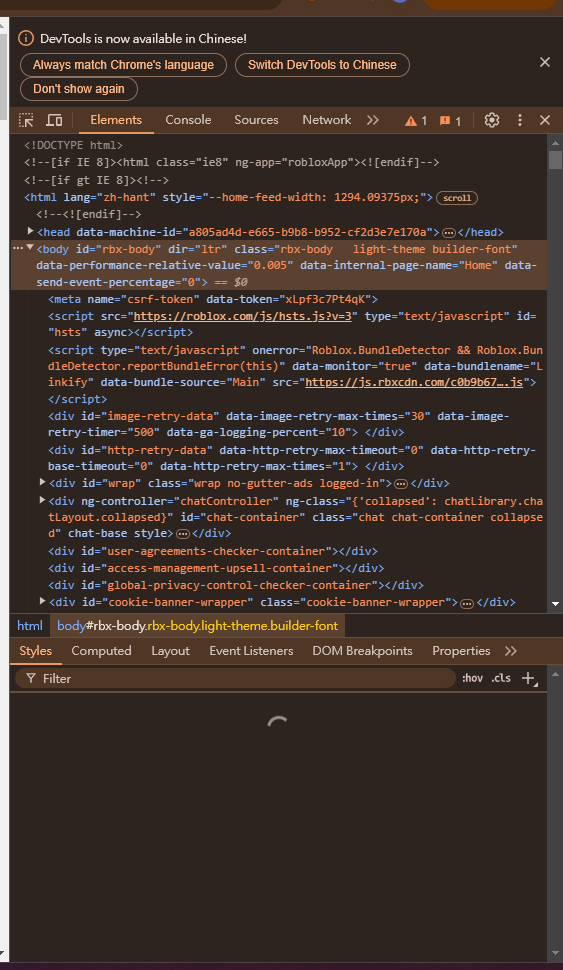 DevTools is now available in Chinese!
Always match Chrome's language
Switch DevTools to Chinese
Don't show again
Elements Console Sources Network 1 1
<!DOCTYPE html>
<!--[if IE 8]><html class="ie8" ng-app="robloxApp"><![endif]-->
<!--[if gt IE 8]><!-->
<html lang="zh-hant" style="--home-feed-width: 1294.09375px;"> scroll
<!--<![endif]-->
<head data-machine-id="a805ad4d-e665-b9b8-b952-cf2d3e7e170a">…</head>
<body id="rbx-body" dir="ltr" class="rbx-body   light-theme builder-font"
data-performance-relative-value="0.005" data-internal-page-name="Home" data-
send-event-percentage="0"> == $0
<meta name="csrf-token" data-token="xLpf3c7Pt4qK">
<script src="https://roblox.com/js/hsts.js?v=3" type="text/javascript" id=
"hsts" async></script>
<script type="text/javascript" onerror="Roblox.BundleDetector && Roblox.Bun
dleDetector.reportBundleError(this)" data-monitor="true" data-bundlename="L
inkify" data-bundle-source="Main" src="https://js.rbxcdn.com/c0b9b67….js">
</script>
<div id="image-retry-data" data-image-retry-max-times="30" data-image-
retry-timer="500" data-ga-logging-percent="10"> </div>
<div id="http-retry-data" data-http-retry-max-timeout="0" data-http-retry-
base-timeout="0" data-http-retry-max-times="1"> </div>
<div id="wrap" class="wrap no-gutter-ads logged-in">…</div>
<div ng-controller="chatController" ng-class="{'collapsed': chatLibrary.cha
tLayout.collapsed}" id="chat-container" class="chat chat-container collapse
d" chat-base style>…</div>
<div id="user-agreements-checker-container"></div>
<div id="access-management-upsell-container"></div>
<div id="global-privacy-control-checker-container"></div>
<div id="cookie-banner-wrapper" class="cookie-banner-wrapper">…</div>
html body#rbx-body.rbx-body.light-theme.builder-font
Styles Computed Layout Event Listeners DOM Breakpoints Properties
Filter :hov .cls